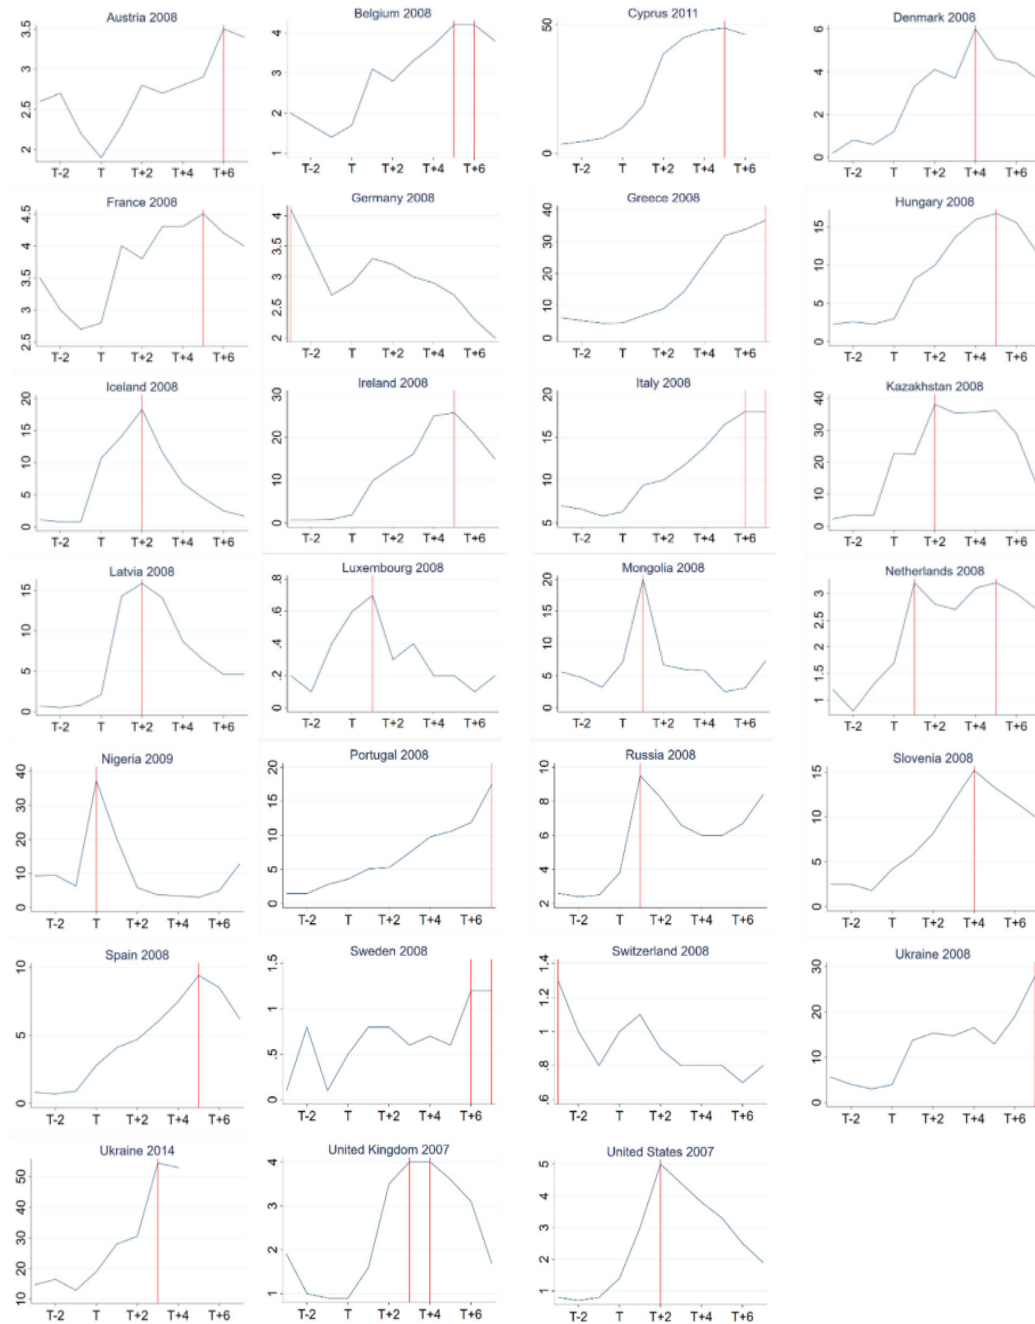 Austria 2008
3.5
3
2.5
2
T-2 T T+2 T+4 T+6
Belgium 2008
4
3
2
1
T-2 T T+2 T+4 T+6
Cyprus 2011
50
0
T-2 T T+2 T+4 T+6
Denmark 2008
6
4
2
0
T-2 T T+2 T+4 T+6
France 2008
4.5
4
3.5
3
2.5
T-2 T T+2 T+4 T+6
Germany 2008
4
3.5
3
2.5
2
T-2 T T+2 T+4 T+6
Greece 2008
40
30
20
10
0
T-2 T T+2 T+4 T+6
Hungary 2008
15
10
5
0
T-2 T T+2 T+4 T+6
Iceland 2008
20
15
10
5
0
T-2 T T+2 T+4 T+6
Ireland 2008
30
20
10
0
T-2 T T+2 T+4 T+6
Italy 2008
20
15
10
5
T-2 T T+2 T+4 T+6
Kazakhstan 2008
40
30
20
10
0
T-2 T T+2 T+4 T+6
Latvia 2008
15
10
5
0
T-2 T T+2 T+4 T+6
Luxembourg 2008
.8
.6
.4
.2
0
T-2 T T+2 T+4 T+6
Mongolia 2008
20
15
10
5
0
T-2 T T+2 T+4 T+6
Netherlands 2008
3
2.5
2
1.5
1
T-2 T T+2 T+4 T+6
Nigeria 2009
40
30
20
10
0
T-2 T T+2 T+4 T+6
Portugal 2008
20
15
10
5
0
T-2 T T+2 T+4 T+6
Russia 2008
10
8
6
4
2
T-2 T T+2 T+4 T+6
Slovenia 2008
15
10
5
0
T-2 T T+2 T+4 T+6
Spain 2008
10
5
0
T-2 T T+2 T+4 T+6
Sweden 2008
1.5
1
.5
0
T-2 T T+2 T+4 T+6
Switzerland 2008
1.4
1.2
1
.8
.6
T-2 T T+2 T+4 T+6
Ukraine 2008
30
20
10
0
T-2 T T+2 T+4 T+6
Ukraine 2014
50
40
30
20
10
T-2 T T+2 T+4 T+6
United Kingdom 2007
4
3
2
1
T-2 T T+2 T+4 T+6
United States 2007
5
4
3
2
1
T-2 T T+2 T+4 T+6